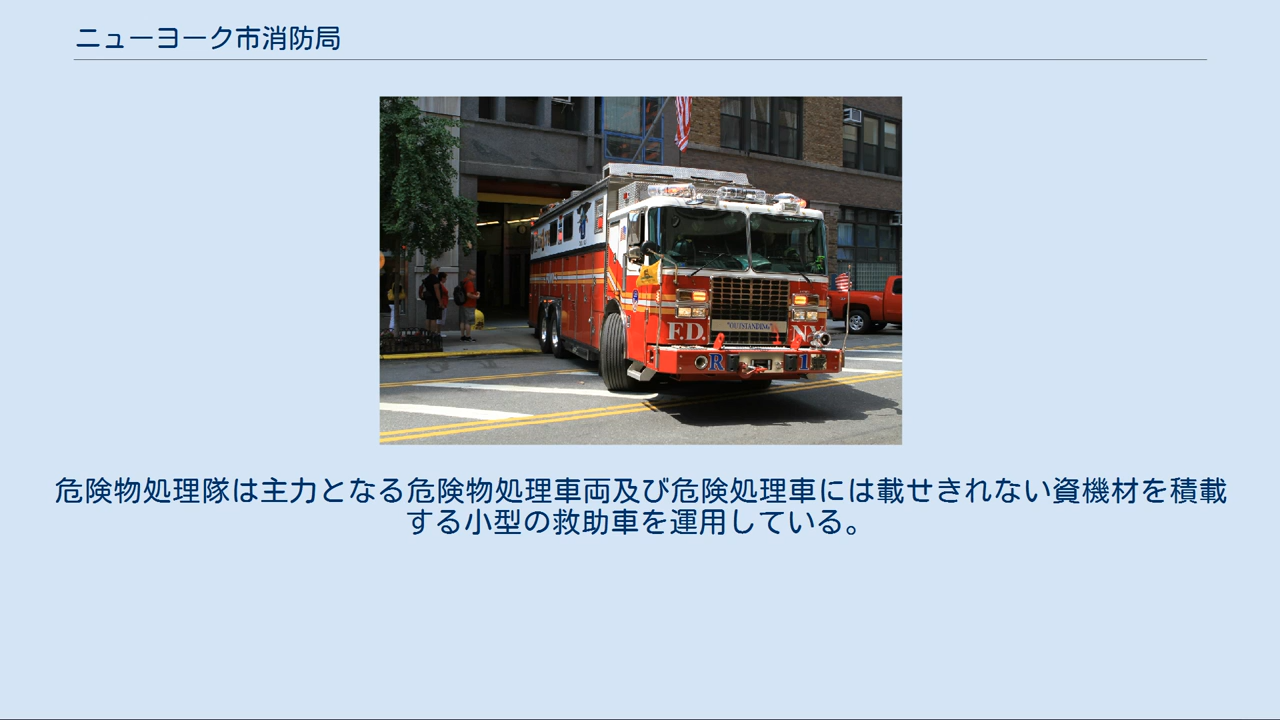 ニューヨーク市消防局
"OUTSTANDING"
F.D. NY
R 1
危険物処理隊は主力となる危険物処理車両及び危険処理車には載せきれない資機材を積載
する小型の救助車を運用している。